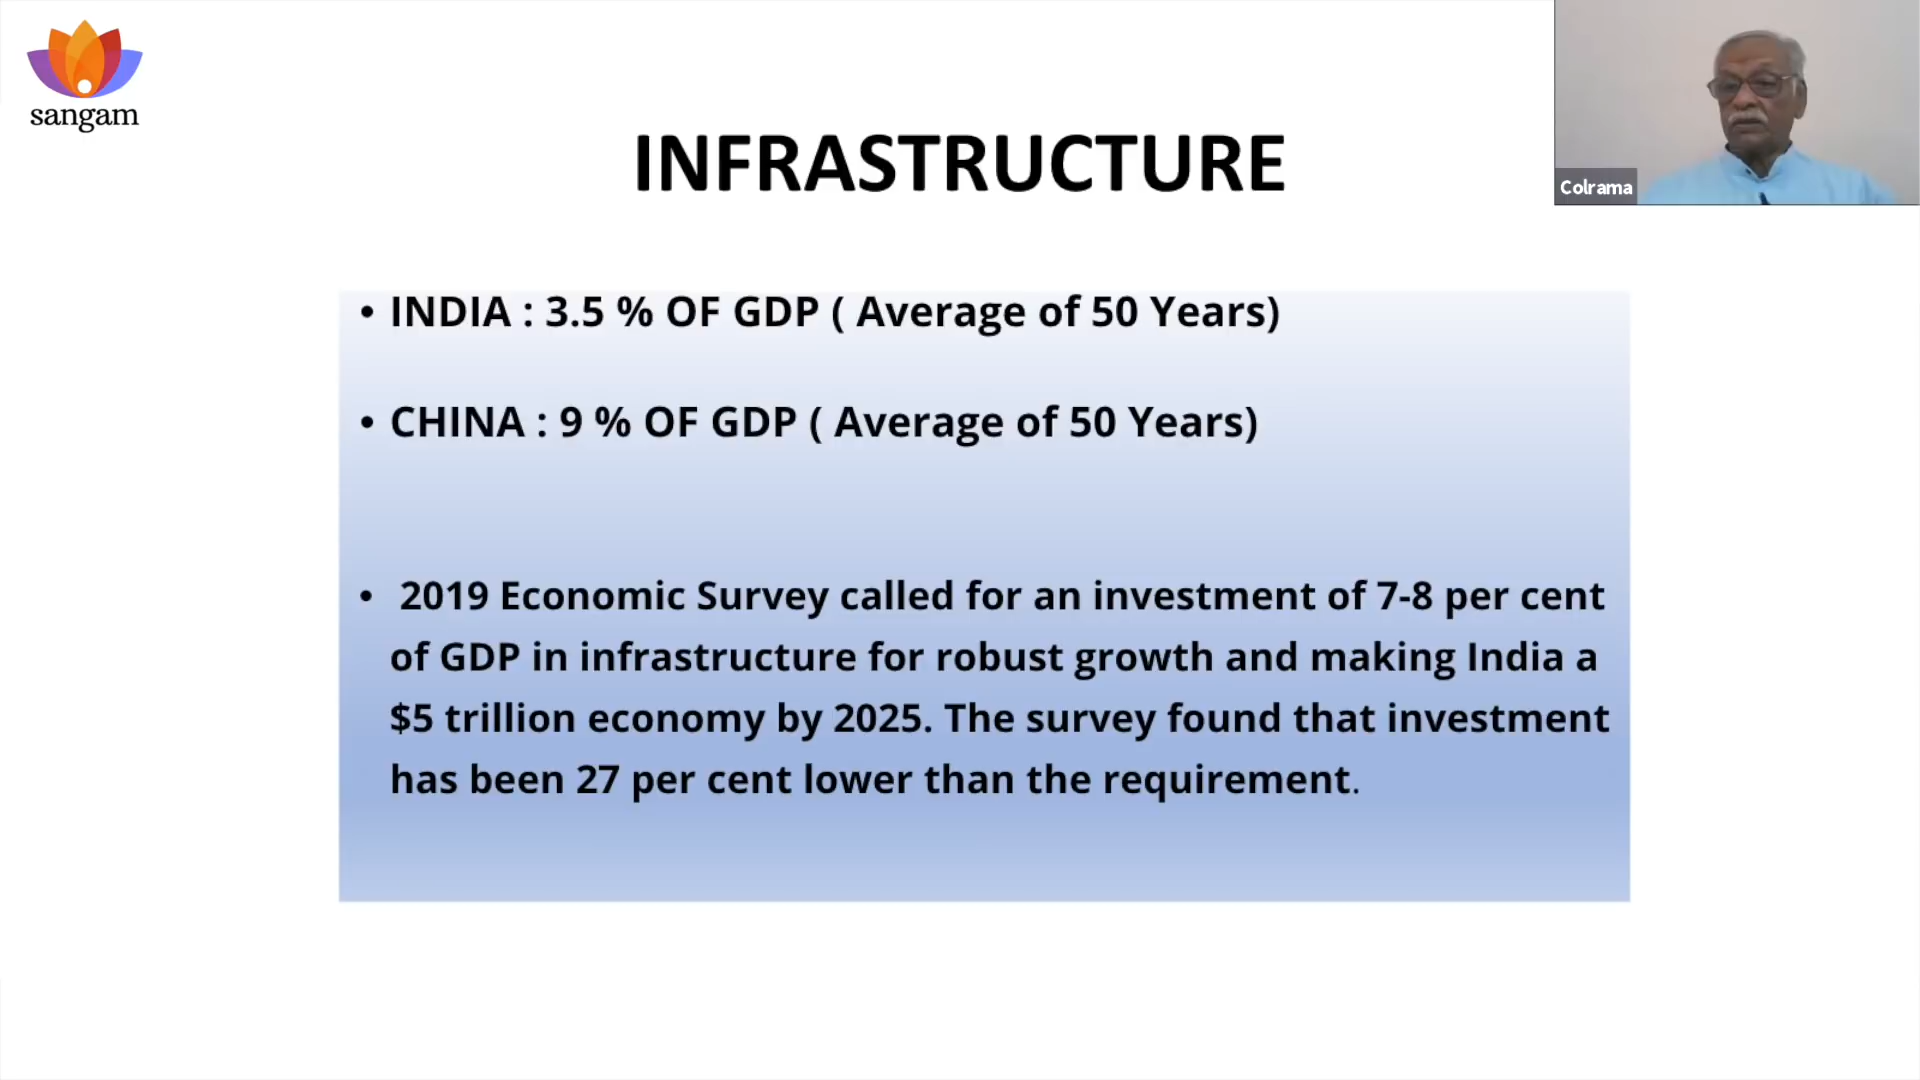 sangam
Colrama
INFRASTRUCTURE
• INDIA : 3.5 % OF GDP ( Average of 50 Years)
• CHINA : 9 % OF GDP ( Average of 50 Years)
• 2019 Economic Survey called for an investment of 7-8 per cent
of GDP in infrastructure for robust growth and making India a
$5 trillion economy by 2025. The survey found that investment
has been 27 per cent lower than the requirement.